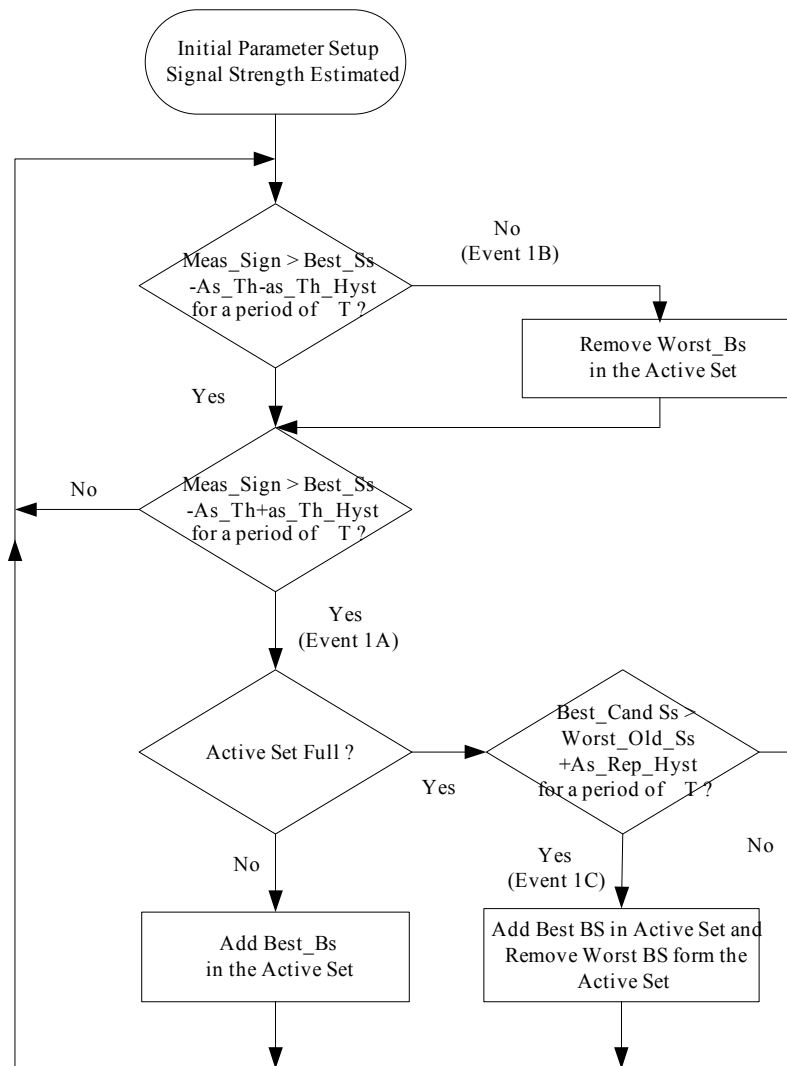 Initial Parameter Setup
Signal Strength Estimated
No
(Event 1B)
Meas_Sign > Best_Ss
-As_Th-as_Th_Hyst
for a period of T ?
Remove Worst_Bs
in the Active Set
Yes
Meas_Sign > Best_Ss
-As_Th+as_Th_Hyst
for a period of T ?
No
Yes
(Event 1A)
Active Set Full ?
Yes
Best_Cand Ss >
Worst_Old_Ss
+As_Rep_Hyst
for a period of T ?
No
No
Yes
(Event 1C)
Add Best_Bs
in the Active Set
Add Best BS in Active Set and
Remove Worst BS form the
Active Set